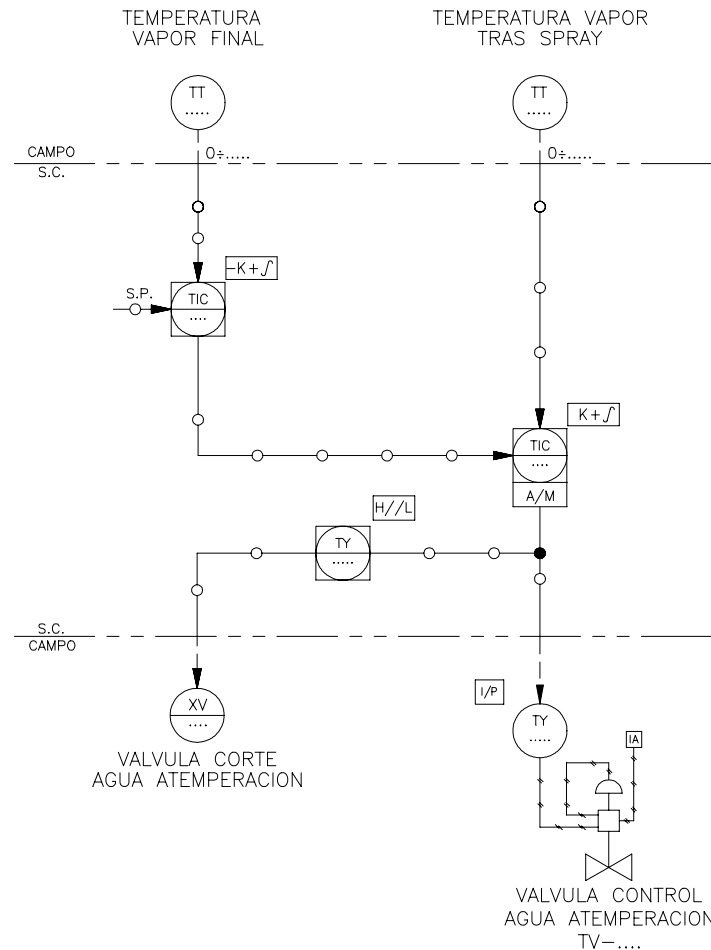 TEMPERATURA
VAPOR FINAL
TEMPERATURA VAPOR
TRAS SPRAY
TT
.....
TT
.....
CAMPO
S.C.
0÷.....
0÷.....
-K+∫
S.P.
TIC
....
K+∫
TIC
....
A/M
H//L
TY
.....
S.C.
CAMPO
XV
....
VALVULA CORTE
AGUA ATEMPERACION
I/P
TY
.....
IA
VALVULA CONTROL
AGUA ATEMPERACION
TV-....